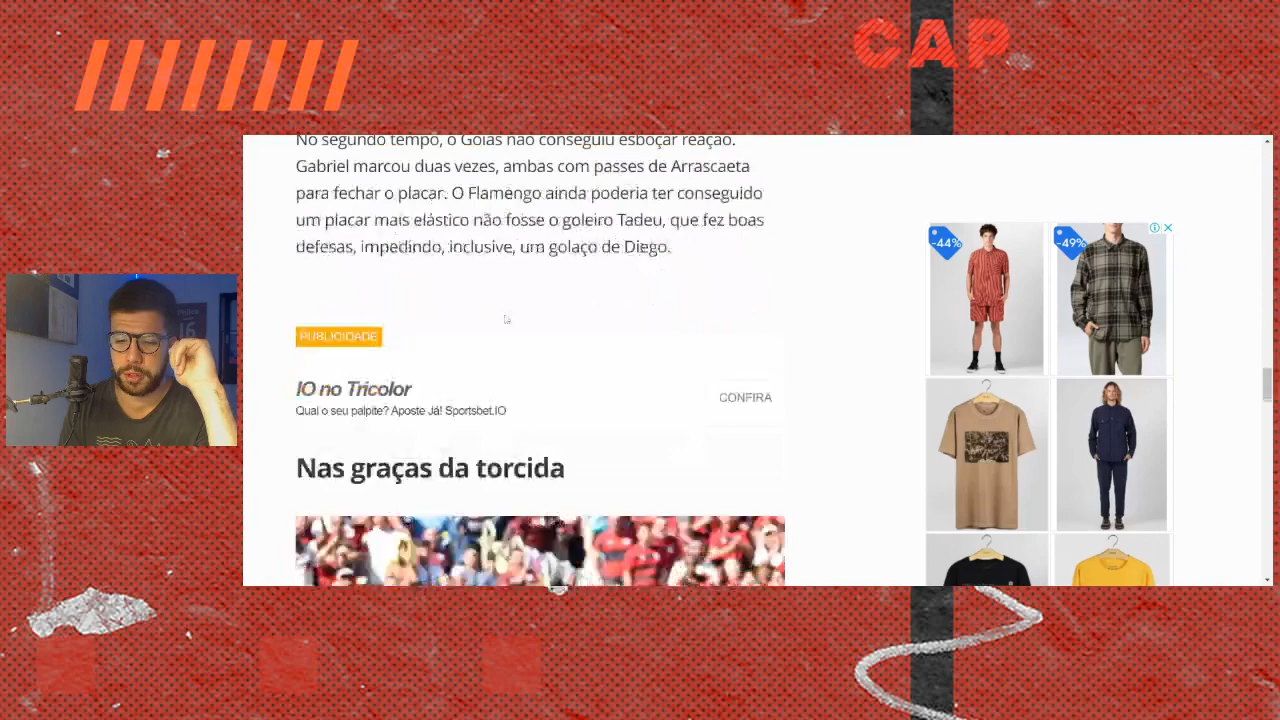 CAP
No segundo tempo, o Goiás não conseguiu esboçar reação.
Gabriel marcou duas vezes, ambas com passes de Arrascaeta
para fechar o placar. O Flamengo ainda poderia ter conseguido
um placar mais elástico não fosse o goleiro Tadeu, que fez boas
defesas, impedindo, inclusive, um golaço de Diego.
-44%
-49%
16
PUBLICIDADE
IO no Tricolor
Qual o seu palpite? Aposte Já! Sportsbet.IO
CONFIRA
Nas graças da torcida